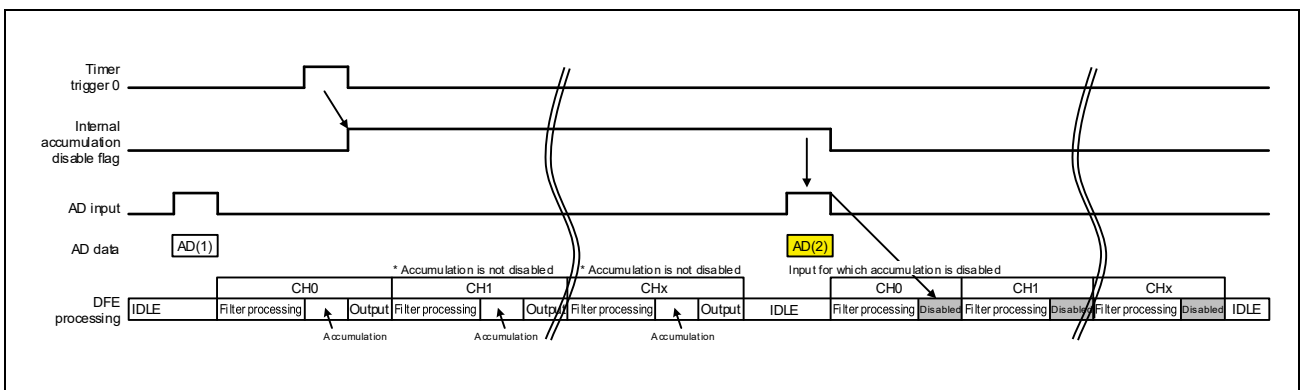 Timer
trigger 0
Internal
accumulation
disable flag
AD input
AD data
AD(1)
AD(2)
* Accumulation is not disabled
* Accumulation is not disabled
Input for which accumulation is disabled
CH0
CH1
CHx
CH0
CH1
CHx
DFE
processing
IDLE
Filter processing
Output
Filter processing
Output
Filter processing
Output
IDLE
Filter processing
Disabled
Filter processing
Disabled
Filter processing
Disabled
IDLE
Accumulation
Accumulation
Accumulation